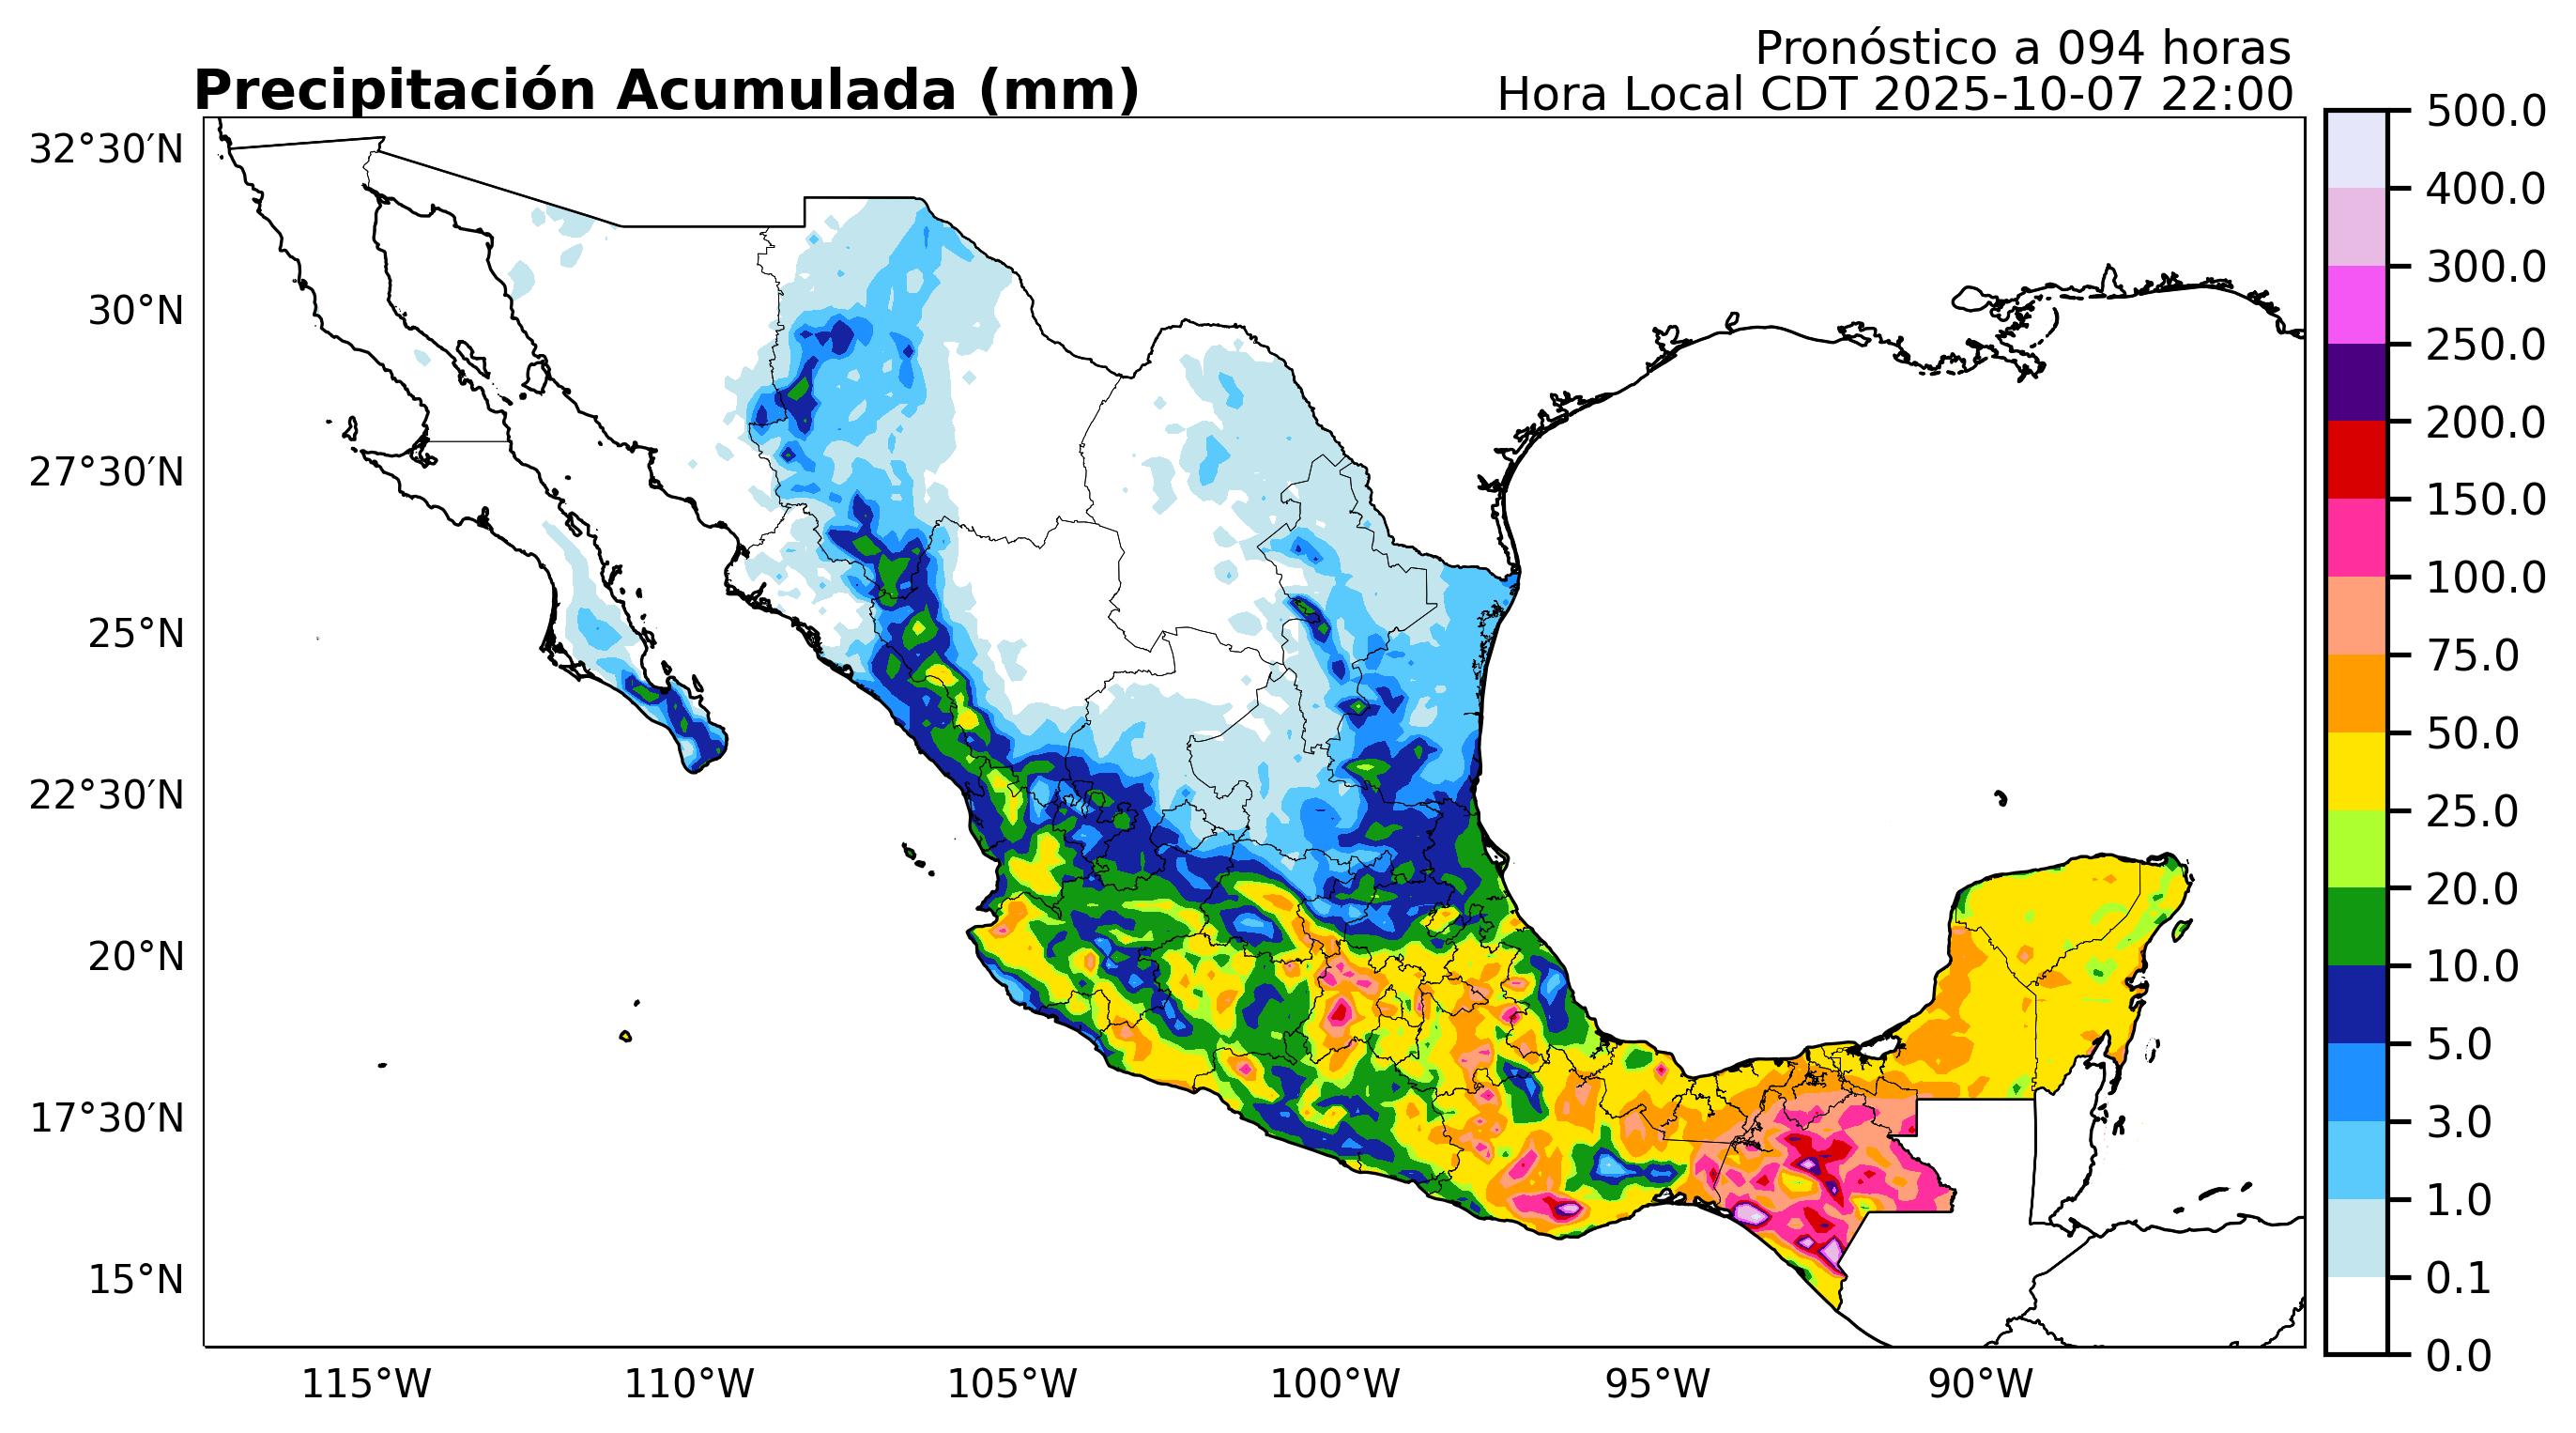 Pronóstico a 094 horas
Precipitación Acumulada (mm)
Hora Local CDT 2025-10-07 22:00
32°30′N
30°N
27°30′N
25°N
22°30′N
20°N
17°30′N
15°N
115°W
110°W
105°W
100°W
95°W
90°W
500.0
400.0
300.0
250.0
200.0
150.0
100.0
75.0
50.0
25.0
20.0
10.0
5.0
3.0
1.0
0.1
0.0